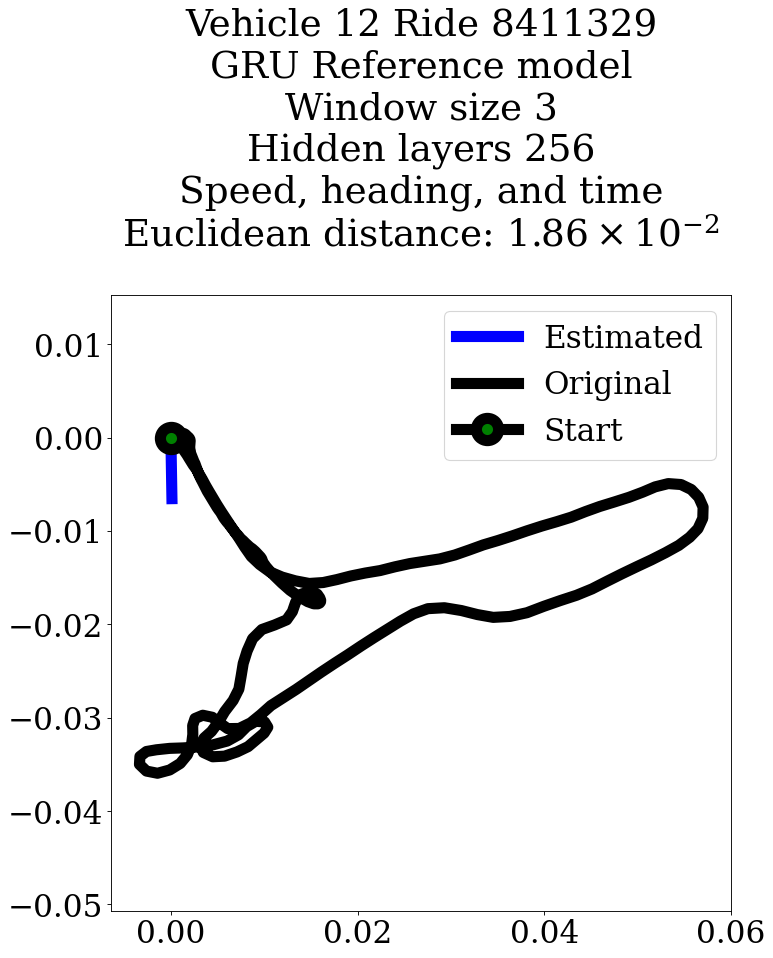 Vehicle 12 Ride 8411329
GRU Reference model
Window size 3
Hidden layers 256
Speed, heading, and time
Euclidean distance: 1.86 × 10⁻²
Estimated
Original
Start
0.01
0.00
−0.01
−0.02
−0.03
−0.04
−0.05
0.00 0.02 0.04 0.06